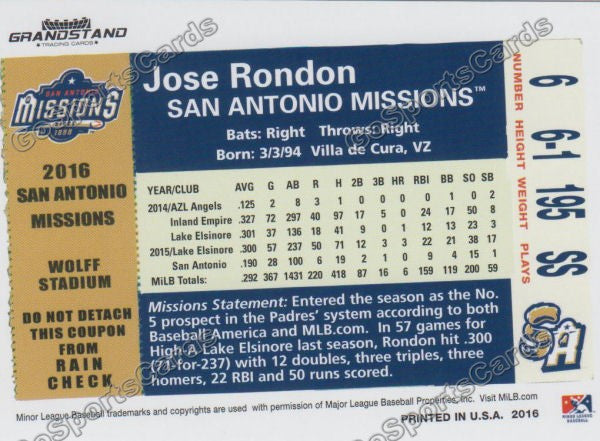 GRANDSTAND
TRADING CARDS
SAN ANTONIO
MISSIONS
1888
2016
SAN ANTONIO
MISSIONS
WOLFF
STADIUM
DO NOT DETACH
THIS COUPON
FROM
RAIN
CHECK
Jose Rondon
SAN ANTONIO MISSIONS™
Bats: Right Throws: Right
Born: 3/3/94 Villa de Cura, VZ
YEAR/CLUB AVG G AB R H 2B 3B HR RBI BB SO SB
2014/AZL Angels .125 2 8 3 1 0 0 0 0 1 0 2
Inland Empire .327 72 297 40 97 17 5 0 24 17 50 8
Lake Elsinore .301 37 136 18 41 9 0 1 12 13 23 3
2015/Lake Elsinore .300 57 237 50 71 12 3 3 22 21 38 17
San Antonio .190 28 100 6 19 2 0 0 9 4 23 1
MiLB Totals: .292 367 1431 220 418 87 16 6 159 119 200 59
Missions Statement: Entered the season as the No.
5 prospect in the Padres' system according to both
Baseball America and MLB.com. In 57 games for
High-A Lake Elsinore last season, Rondon hit .300
(71-for-237) with 12 doubles, three triples, three
homers, 22 RBI and 50 runs scored.
NUMBER HEIGHT WEIGHT PLAYS
6 6-1 195 SS
SA
Minor League Baseball trademarks and copyrights are used with permission of Major League Baseball Properties, Inc. Visit MiLB.com.
PRINTED IN U.S.A. 2016
MINOR LEAGUE
BASEBALL
GoSportsCards